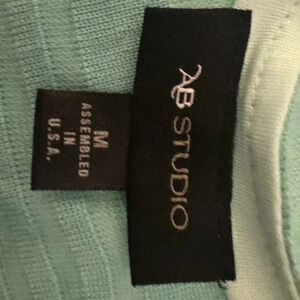 AB STUDIO
M
ASSEMBLED
IN
U.S.A.